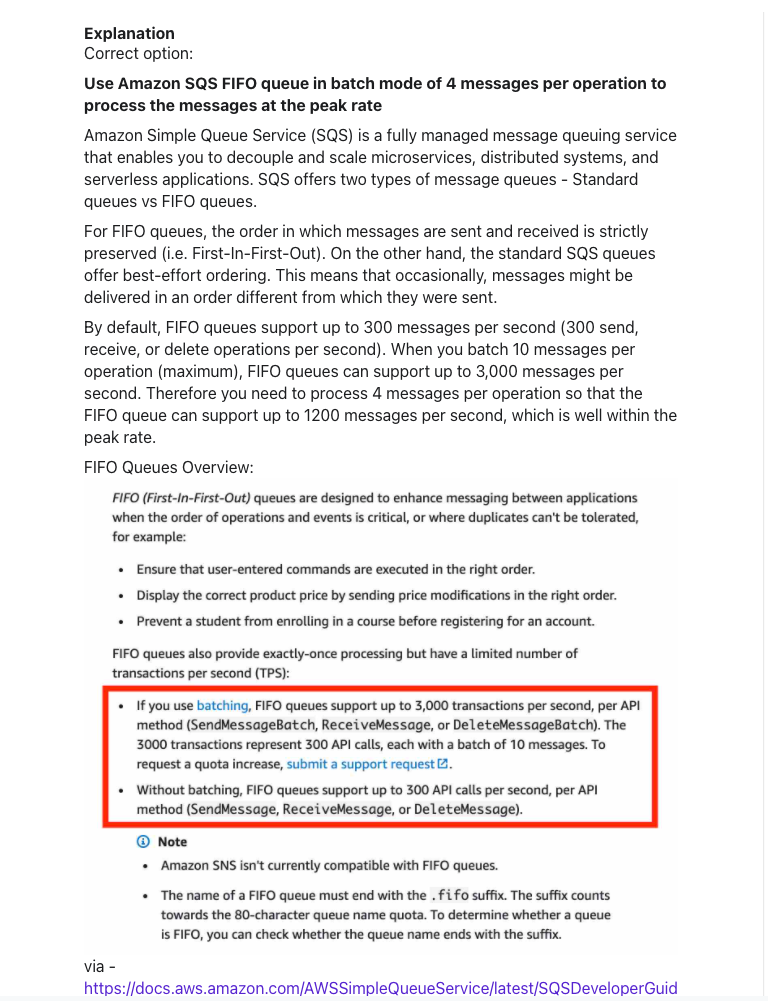 Explanation
Correct option:
Use Amazon SQS FIFO queue in batch mode of 4 messages per operation to
process the messages at the peak rate
Amazon Simple Queue Service (SQS) is a fully managed message queuing service
that enables you to decouple and scale microservices, distributed systems, and
serverless applications. SQS offers two types of message queues - Standard
queues vs FIFO queues.
For FIFO queues, the order in which messages are sent and received is strictly
preserved (i.e. First-In-First-Out). On the other hand, the standard SQS queues
offer best-effort ordering. This means that occasionally, messages might be
delivered in an order different from which they were sent.
By default, FIFO queues support up to 300 messages per second (300 send,
receive, or delete operations per second). When you batch 10 messages per
operation (maximum), FIFO queues can support up to 3,000 messages per
second. Therefore you need to process 4 messages per operation so that the
FIFO queue can support up to 1200 messages per second, which is well within the
peak rate.
FIFO Queues Overview:
FIFO (First-In-First-Out) queues are designed to enhance messaging between applications
when the order of operations and events is critical, or where duplicates can't be tolerated,
for example:
• Ensure that user-entered commands are executed in the right order.
• Display the correct product price by sending price modifications in the right order.
• Prevent a student from enrolling in a course before registering for an account.
FIFO queues also provide exactly-once processing but have a limited number of
transactions per second (TPS):
• If you use batching, FIFO queues support up to 3,000 transactions per second, per API
method (SendMessageBatch, ReceiveMessage, or DeleteMessageBatch). The
3000 transactions represent 300 API calls, each with a batch of 10 messages. To
request a quota increase, submit a support request.
• Without batching, FIFO queues support up to 300 API calls per second, per API
method (SendMessage, ReceiveMessage, or DeleteMessage).
Note
• Amazon SNS isn't currently compatible with FIFO queues.
• The name of a FIFO queue must end with the .fifo suffix. The suffix counts
towards the 80-character queue name quota. To determine whether a queue
is FIFO, you can check whether the queue name ends with the suffix.
via -
https://docs.aws.amazon.com/AWSSimpleQueueService/latest/SQSDeveloperGuid